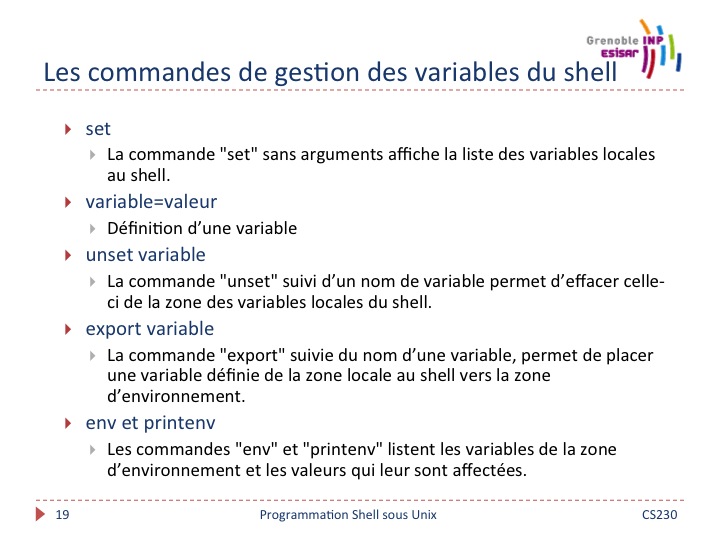 Grenoble INP
esisar
Les commandes de gestion des variables du shell
set
La commande "set" sans arguments affiche la liste des variables locales
au shell.
variable=valeur
Définition d’une variable
unset variable
La commande "unset" suivi d’un nom de variable permet d’effacer celle-
ci de la zone des variables locales du shell.
export variable
La commande "export" suivie du nom d’une variable, permet de placer
une variable définie de la zone locale au shell vers la zone
d’environnement.
env et printenv
Les commandes "env" et "printenv" listent les variables de la zone
d’environnement et les valeurs qui leur sont affectées.
19 Programmation Shell sous Unix CS230